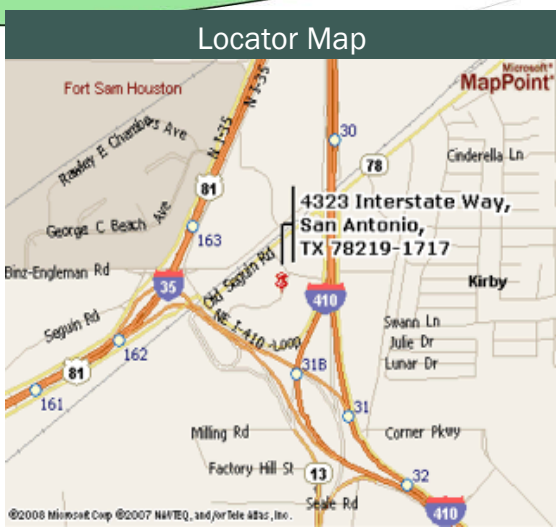 Locator Map
Microsoft®
MapPoint®
Fort Sam Houston
N I-35
30
Rawley E Chambers Ave
N I-35
78
Cinderella Ln
81
4323 Interstate Way,
San Antonio,
TX 78219-1717
George C Beach Ave
163
Binz-Engleman Rd
Old Seguin Rd
Kirby
35
410
Seguin Rd
NE I-410-Loop
Swann Ln
Julie Dr
Lunar Dr
162
31B
81
161
31
Milling Rd
Corner Pkwy
Factory Hill St
13
32
Seale Rd
410
©2008 Microsoft Corp ©2007 NAVTEQ, and/or Tele Atlas, Inc.